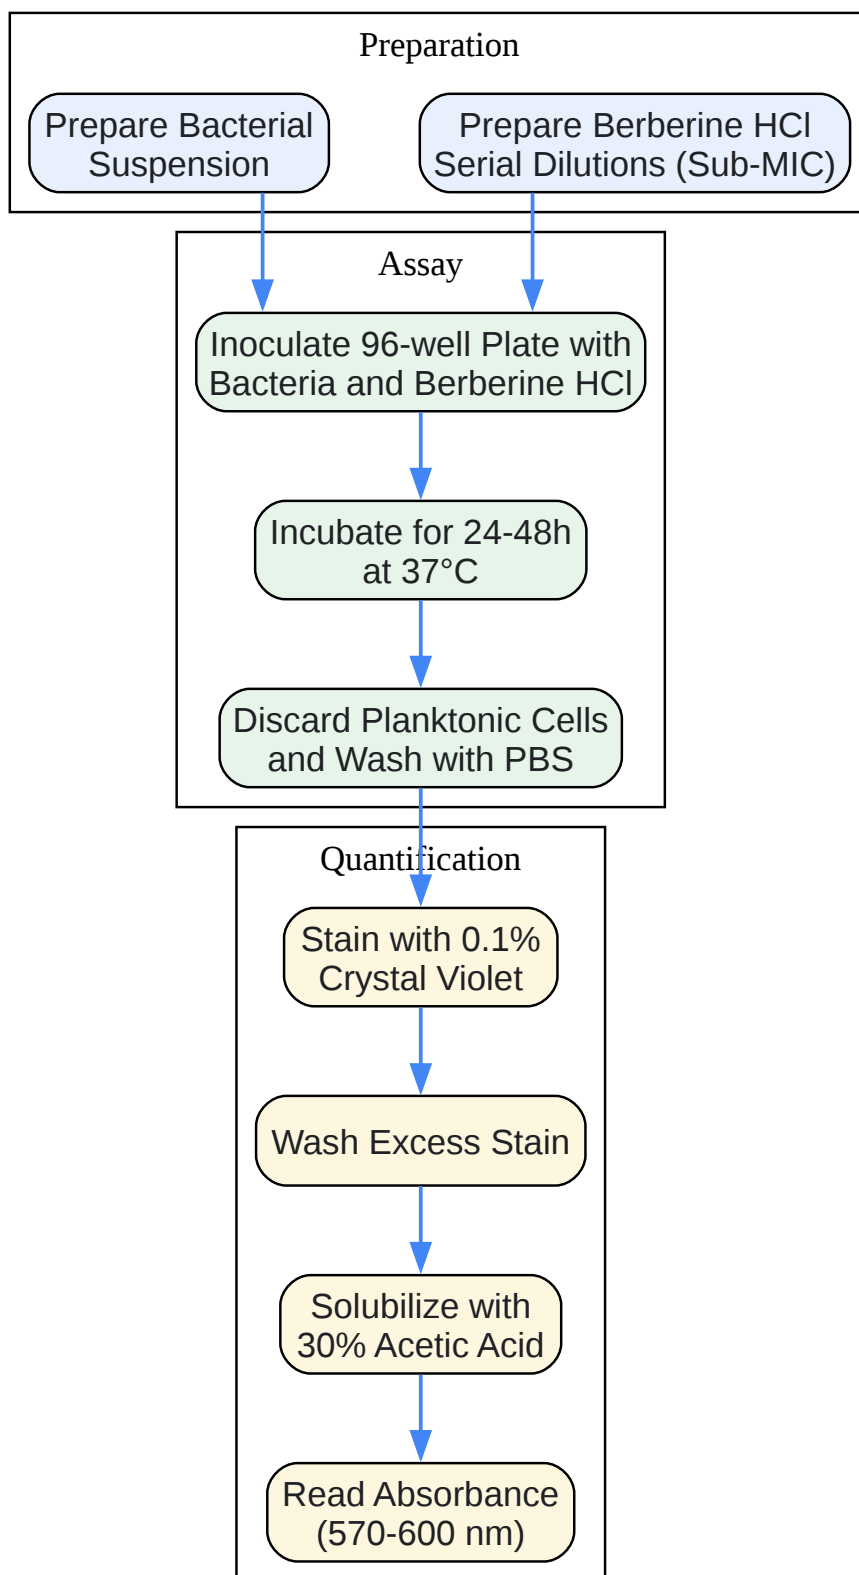 Preparation
Prepare Bacterial
Suspension
Prepare Berberine HCl
Serial Dilutions (Sub-MIC)
Assay
Inoculate 96-well Plate with
Bacteria and Berberine HCl
Incubate for 24-48h
at 37°C
Discard Planktonic Cells
and Wash with PBS
Quantification
Stain with 0.1%
Crystal Violet
Wash Excess Stain
Solubilize with
30% Acetic Acid
Read Absorbance
(570-600 nm)